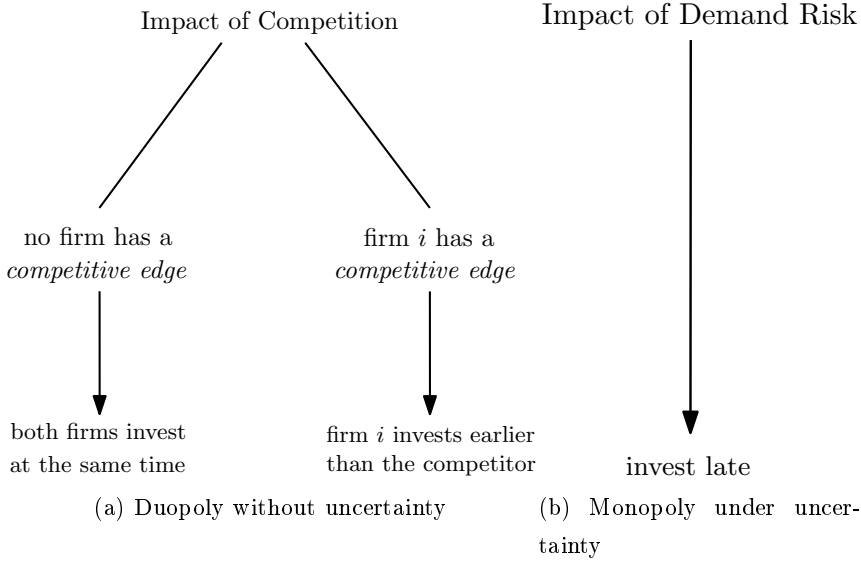 Impact of Competition
no firm has a
competitive edge
firm i has a
competitive edge
both firms invest
at the same time
firm i invests earlier
than the competitor
(a) Duopoly without uncertainty
Impact of Demand Risk
invest late
(b) Monopoly under uncer-
tainty